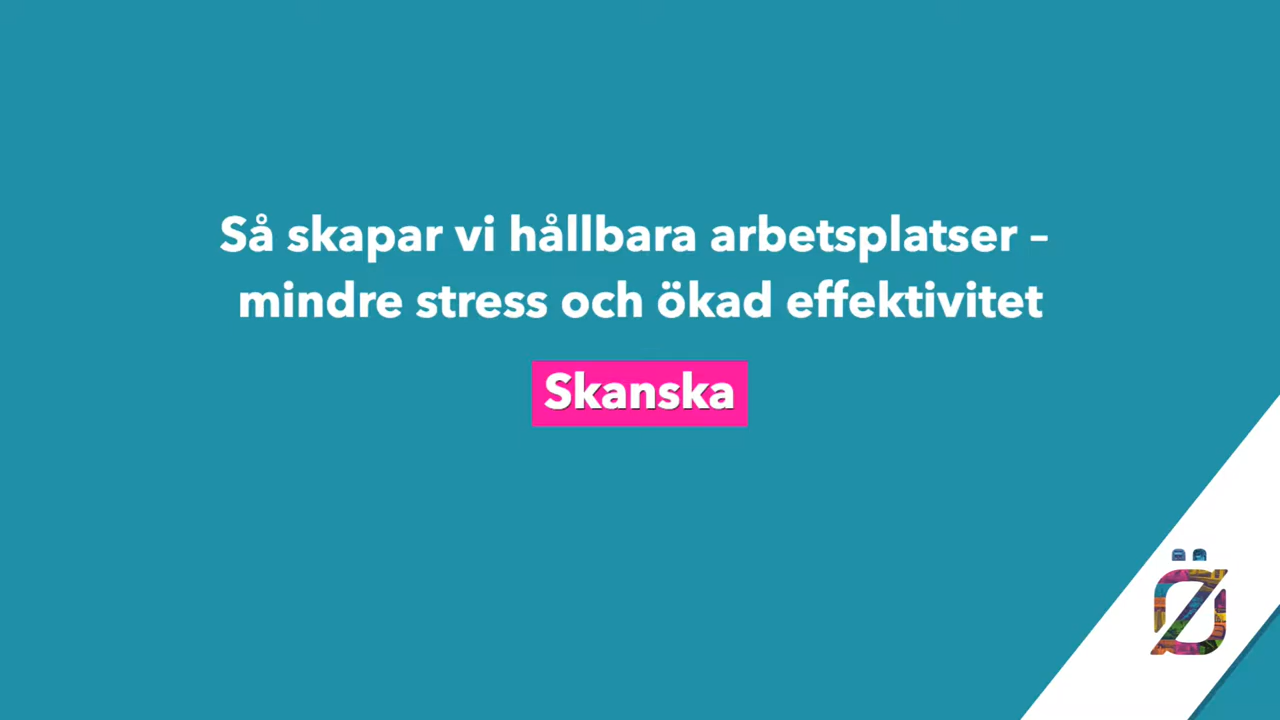 Så skapar vi hållbara arbetsplatser –
mindre stress och ökad effektivitet
Skanska